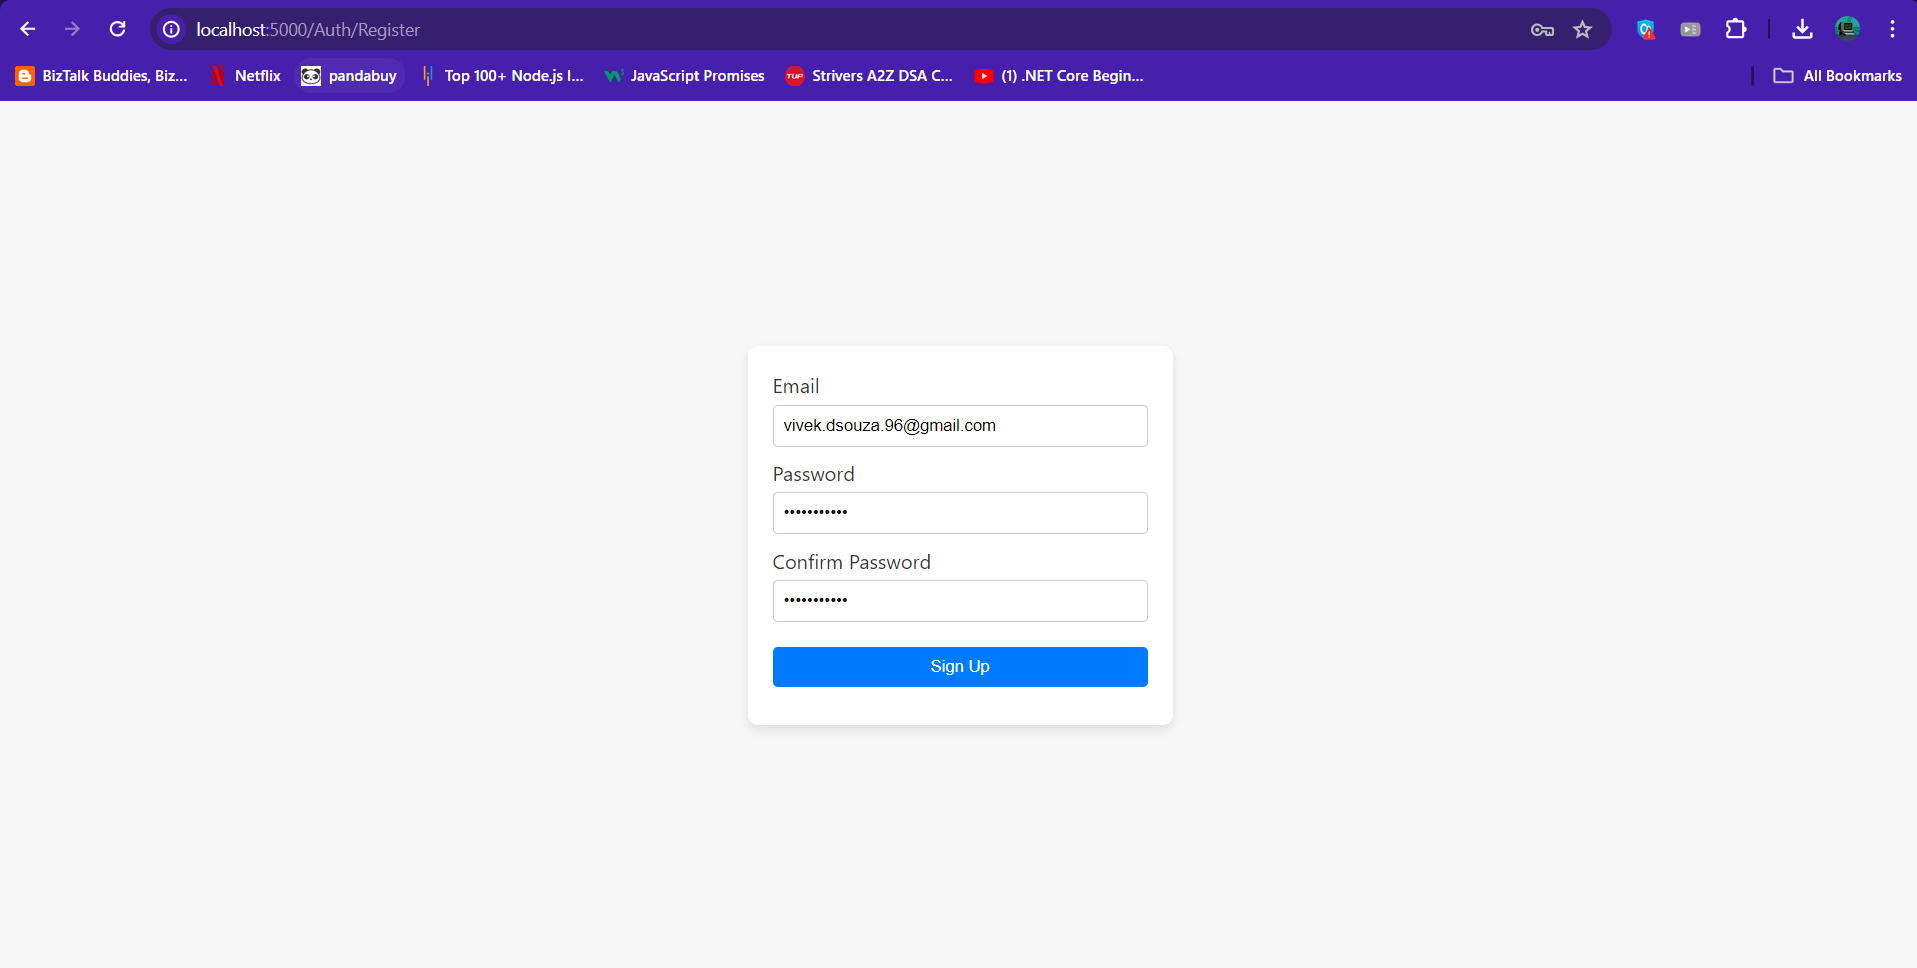 localhost:5000/Auth/Register
BizTalk Buddies, Biz... Netflix pandabuy Top 100+ Node.js I... JavaScript Promises TUF Strivers A2Z DSA C... (1) .NET Core Begin... All Bookmarks
Email
vivek.dsouza.96@gmail.com
Password
•••••••••••
Confirm Password
•••••••••••
Sign Up